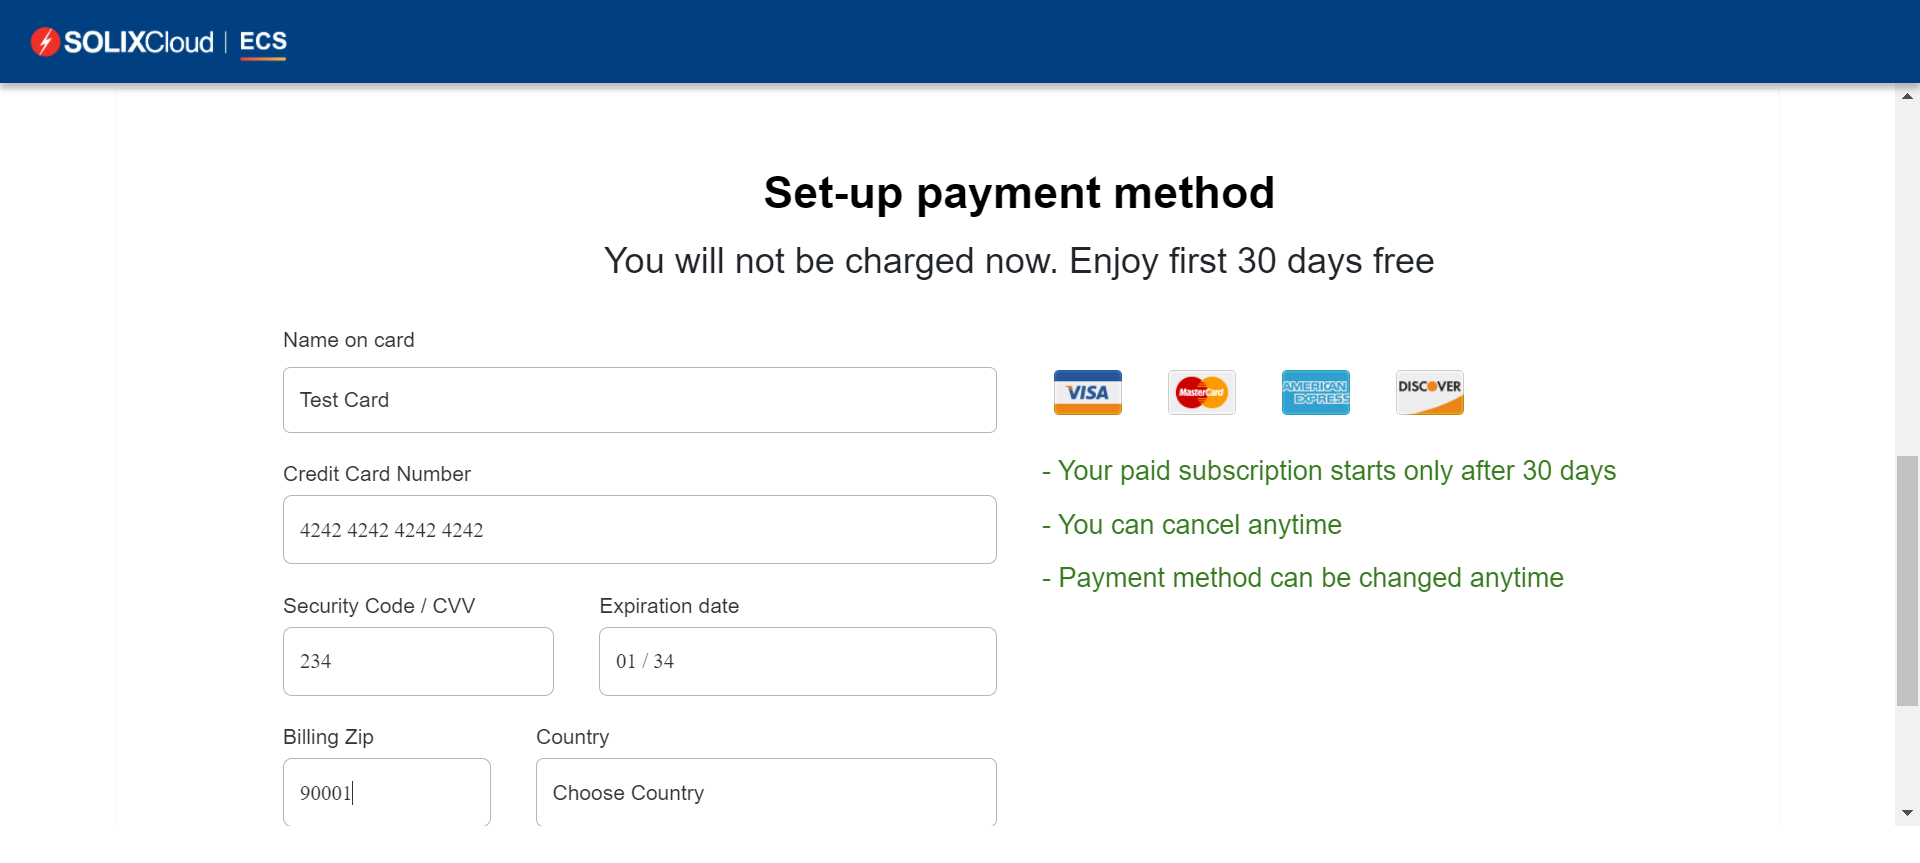 SOLIXCloud | ECS
Set-up payment method
You will not be charged now. Enjoy first 30 days free
Name on card
Test Card
VISA
MasterCard
AMERICAN EXPRESS
DISCOVER
Credit Card Number
4242 4242 4242 4242
- Your paid subscription starts only after 30 days
- You can cancel anytime
- Payment method can be changed anytime
Security Code / CVV
Expiration date
234
01 / 34
Billing Zip
Country
90001
Choose Country